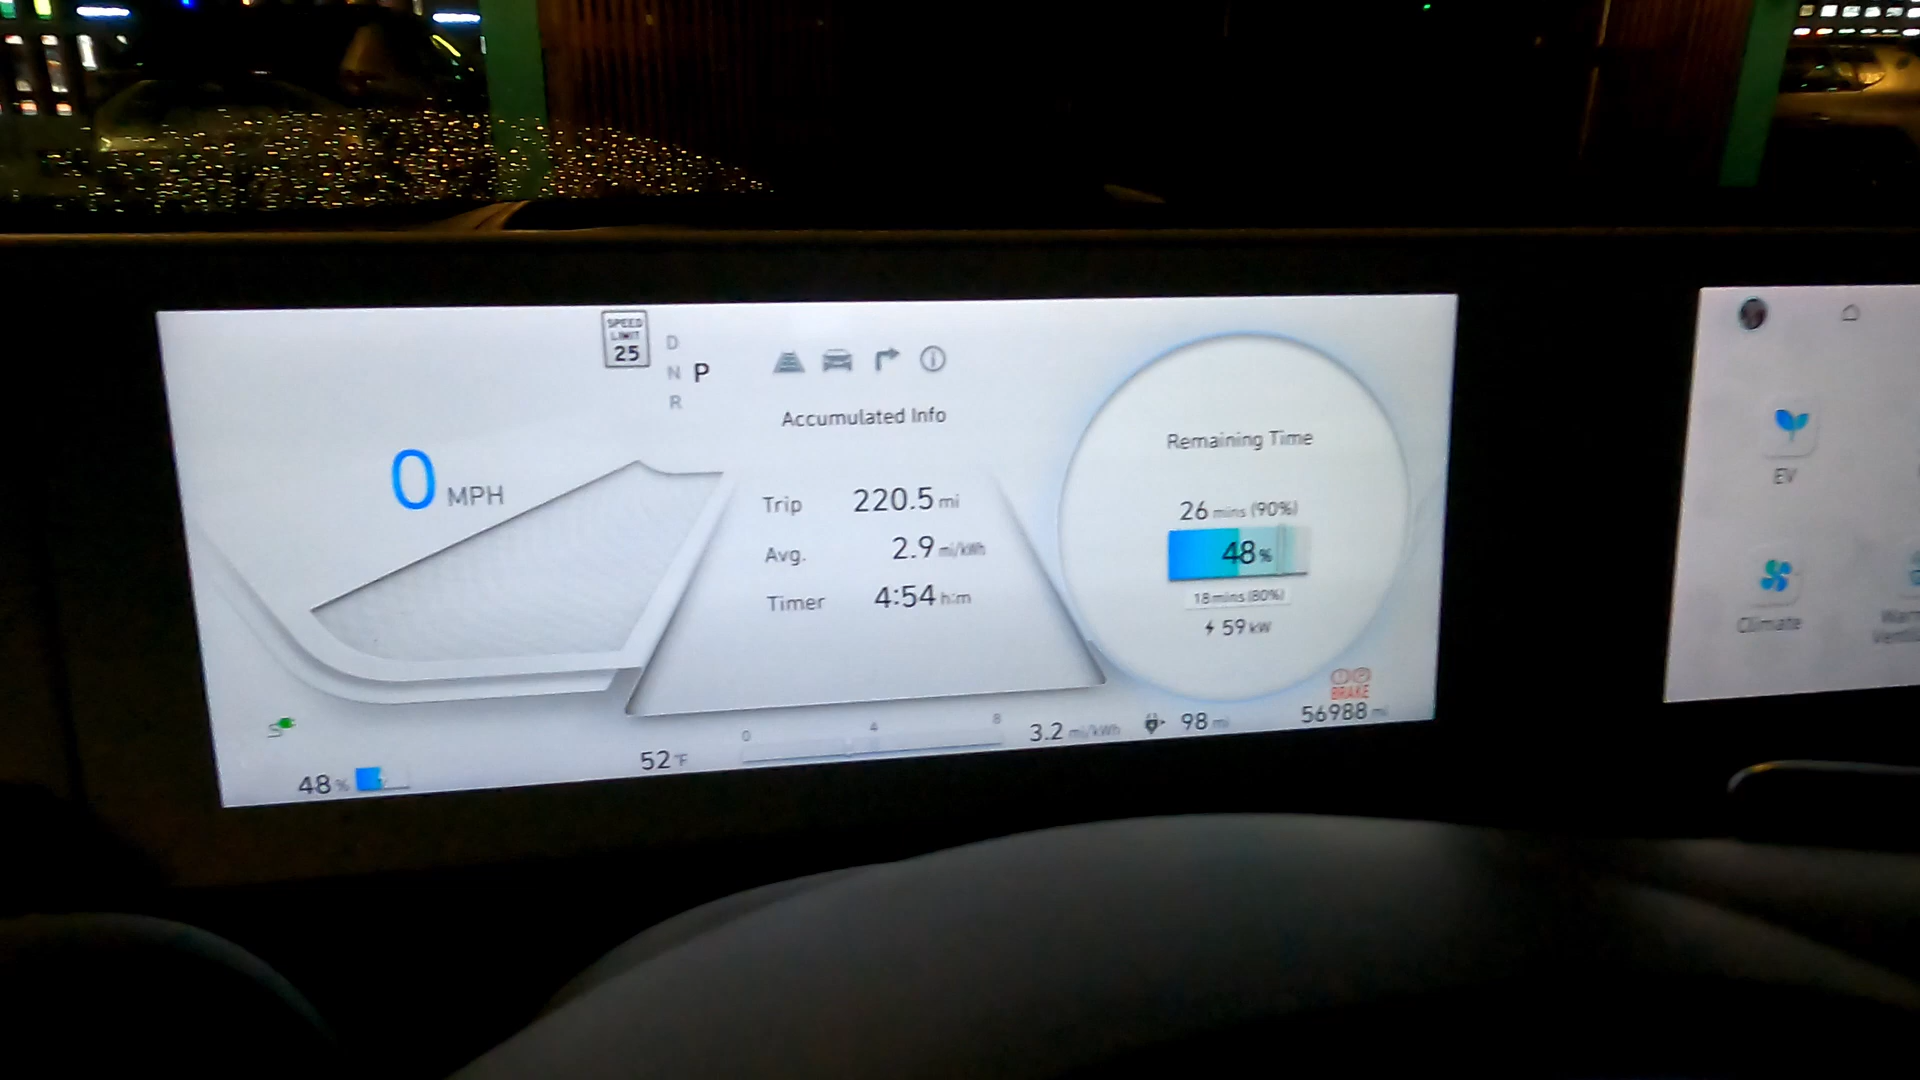 SPEED
LIMIT
25
D
N P
R
Accumulated Info
0 MPH
Trip 220.5 mi
Avg. 2.9 mi/kWh
Timer 4:54 h:m
Remaining Time
26 mins (90%)
48%
18 mins (80%)
59 kW
BRAKE
48%
52°F
0 4 8
3.2 mi/kWh
98 mi
56988 mi
EV
Climate